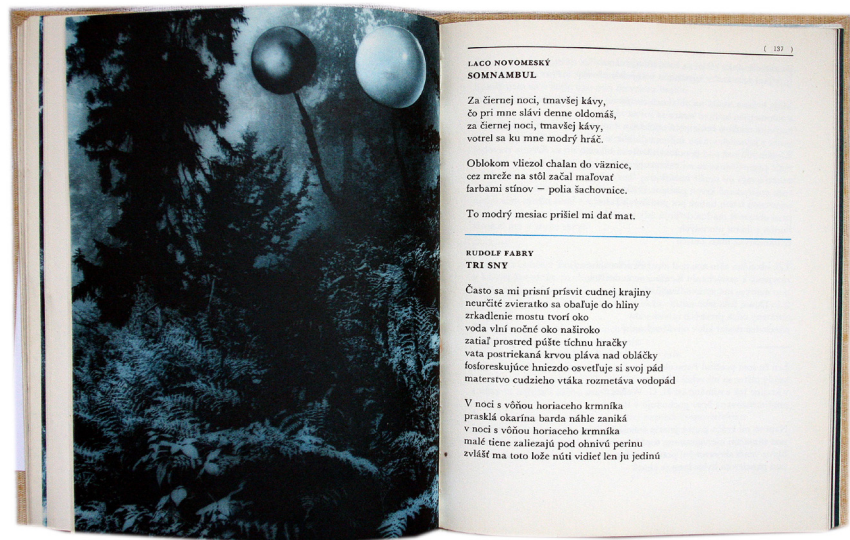 ( 137 )
LACO NOVOMESKÝ
SOMNAMBUL
Za čiernej noci, tmavšej kávy,
čo pri mne slávi denne oldomáš,
za čiernej noci, tmavšej kávy,
votrel sa ku mne modrý hráč.
Oblokom vliezol chalan do väznice,
cez mreže na stôl začal maľovať
farbami stínov — polia šachovnice.
To modrý mesiac prišiel mi dať mat.
RUDOLF FABRY
TRI SNY
Často sa mi prisní prísvit cudnej krajiny
neurčité zvieratko sa obaľuje do hliny
zrkadlenie mostu tvorí oko
voda vlní nočné oko naširoko
zatiaľ prostred púšte tíchnu hračky
vata postriekaná krvou pláva nad obláčky
fosforeskujúce hniezdo osvetľuje si svoj pád
materstvo cudzieho vtáka rozmetáva vodopád
V noci s vôňou horiaceho krmníka
prasklá okarína barda náhle zaniká
v noci s vôňou horiaceho krmníka
malé tiene zaliezajú pod ohnivú perinu
zvlášť ma toto lože núti vidieť len ju jedinú